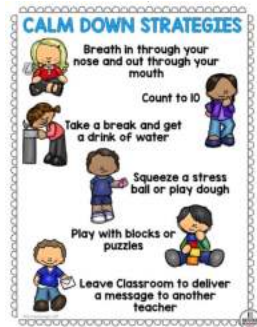 CALM DOWN STRATEGIES
Breath in through your
nose and out through your
mouth
Count to 10
Take a break and get
a drink of water
Squeeze a stress
ball or play dough
Play with blocks or
puzzles
Leave Classroom to deliver
a message to another
teacher